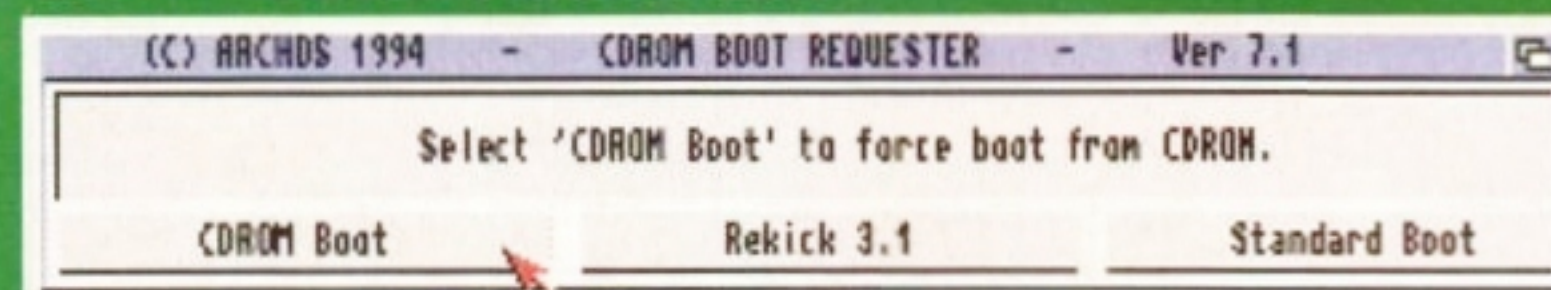 (C) ARCHOS 1994 - CDROM BOOT REQUESTER - Ver 7.1
Select 'CDROM Boot' to force boot from CDROM.
CDROM Boot Rekick 3.1 Standard Boot